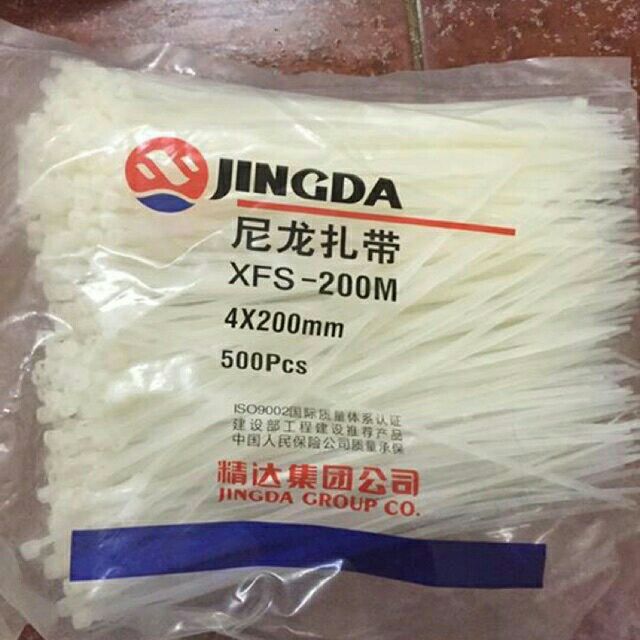 JINGDA
尼龙扎带
XFS-200M
4X200mm
500Pcs
ISO9002国际质量体系认证
建设部工程建设推荐产品
中国人民保险公司质量承保
精达集团公司
JINGDA GROUP CO.